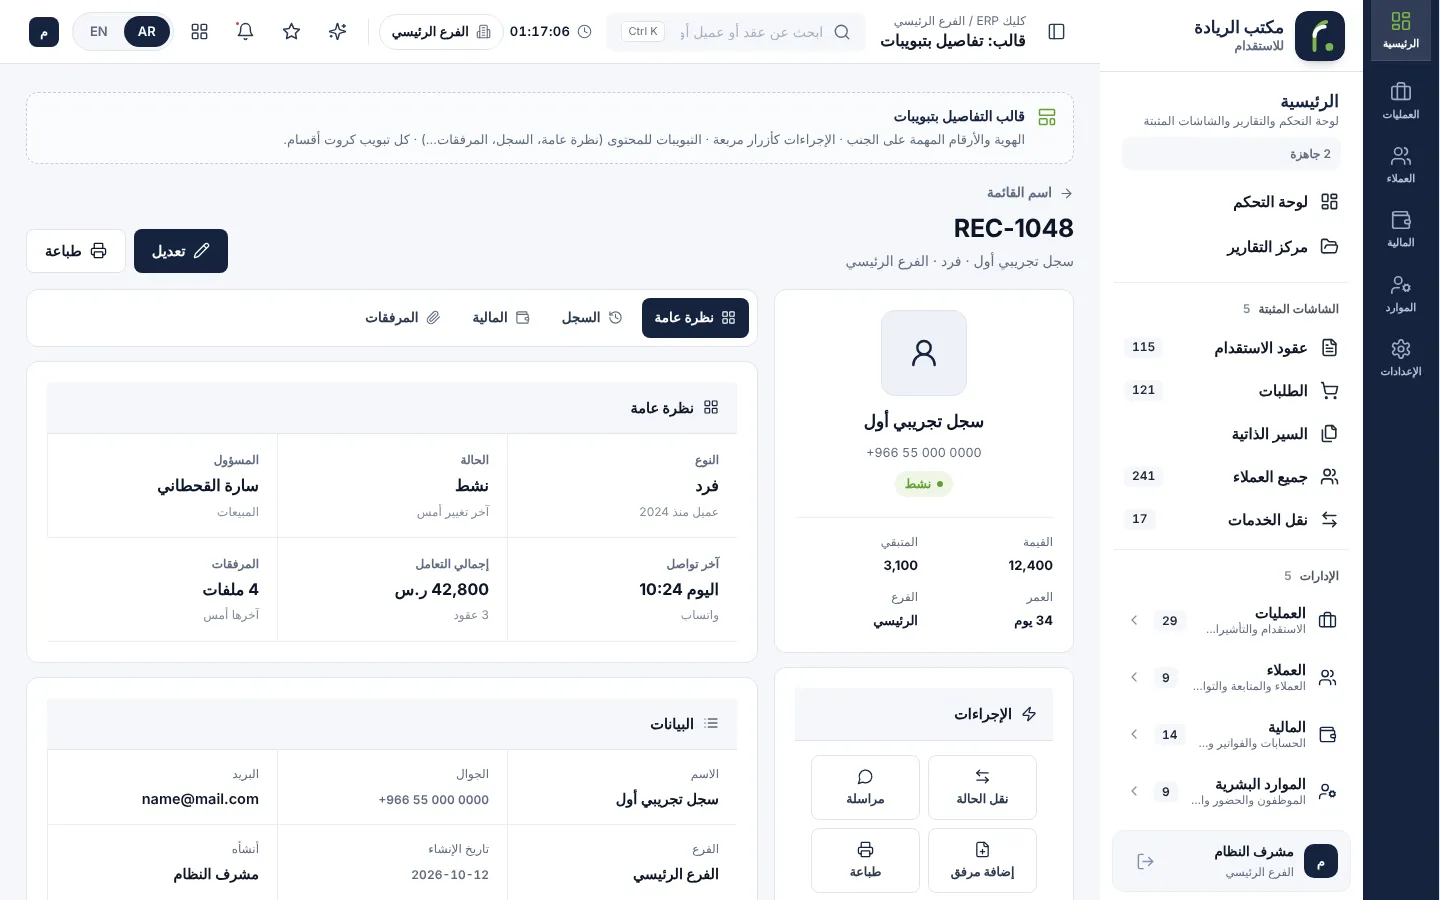 الرئيسية
العمليات
العملاء
المالية
الموارد
الإعدادات
مكتب الريادة
للاستقدام
الرئيسية
لوحة التحكم والتقارير والشاشات المثبتة
2 جاهزة
لوحة التحكم
مركز التقارير
الشاشات المثبتة 5
عقود الاستقدام 115
الطلبات 121
السير الذاتية
جميع العملاء 241
نقل الخدمات 17
الإدارات 5
العمليات 29
الاستقدام والتأشيرا...
العملاء 9
العملاء والمتابعة والتوا...
المالية 14
الحسابات والفواتير و...
الموارد البشرية 9
الموظفون والحضور وا...
م
مشرف النظام
الفرع الرئيسي
كليك ERP / الفرع الرئيسي
قالب: تفاصيل بتبويبات
ابحث عن عقد أو عميل أو Ctrl K
01:17:06
الفرع الرئيسي
AR EN
م
قالب التفاصيل بتبويبات
الهوية والأرقام المهمة على الجنب · الإجراءات كأزرار مربعة · التبويبات للمحتوى (نظرة عامة، السجل، المرفقات...) · كل تبويب كروت أقسام.
اسم القائمة
REC-1048
سجل تجريبي أول · فرد · الفرع الرئيسي
تعديل
طباعة
سجل تجريبي أول
+966 55 000 0000
نشط
القيمة المتبقي
12,400 3,100
العمر الفرع
34 يوم الرئيسي
الإجراءات
نقل الحالة مراسلة
إضافة مرفق طباعة
نظرة عامة السجل المالية المرفقات
نظرة عامة
النوع الحالة المسؤول
فرد نشط سارة القحطاني
عميل منذ 2024 آخر تغيير أمس المبيعات
آخر تواصل إجمالي التعامل المرفقات
اليوم 10:24 42,800 ر.س 4 ملفات
واتساب 3 عقود آخرها أمس
البيانات
الاسم الجوال البريد
سجل تجريبي أول +966 55 000 0000 name@mail.com
الفرع تاريخ الإنشاء أنشأه
الفرع الرئيسي 2026-10-12 مشرف النظام